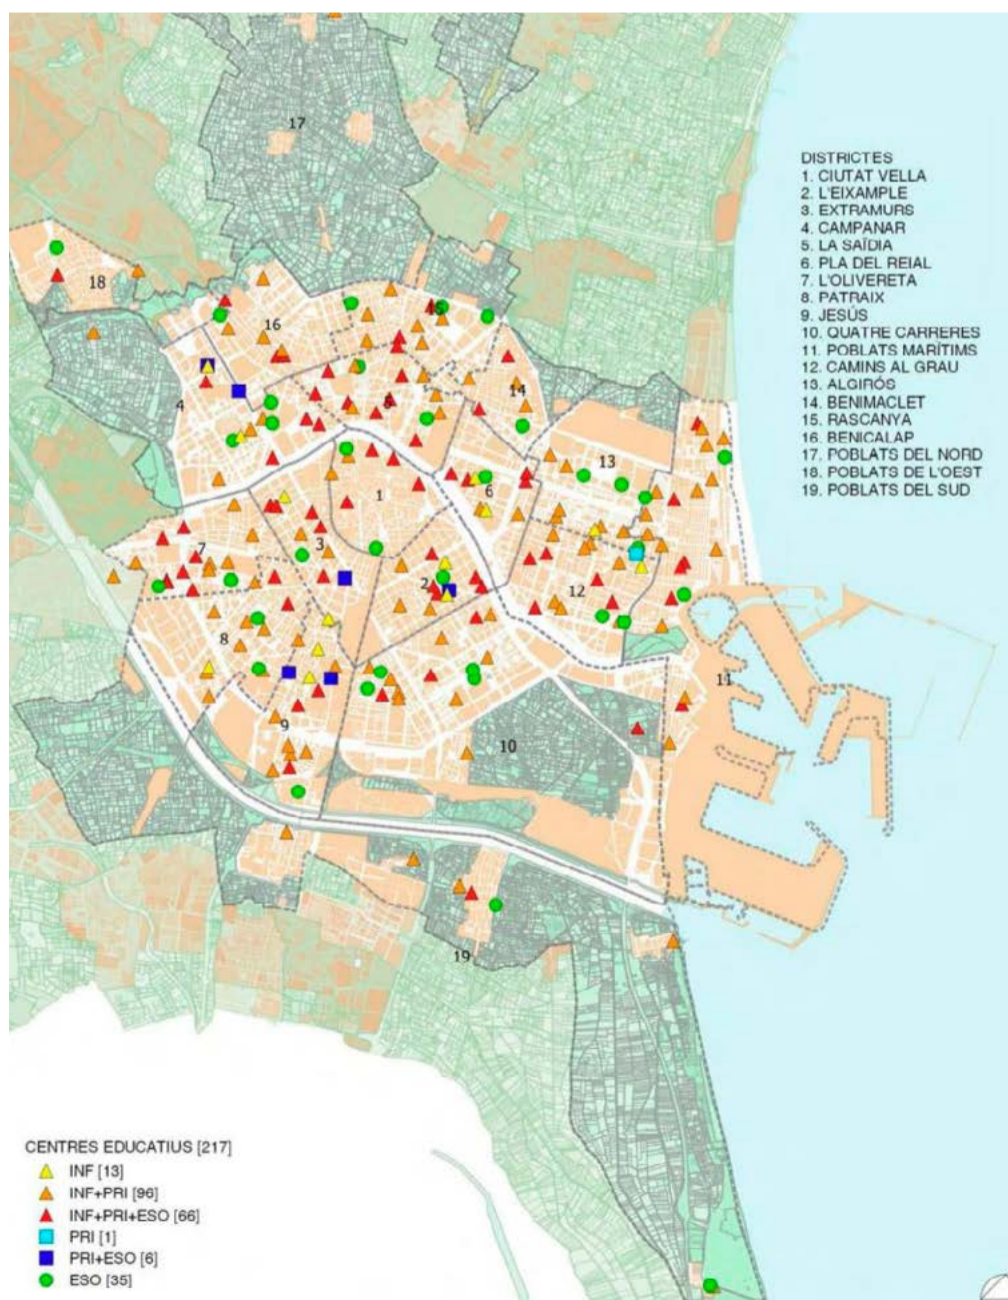 17
DISTRICTES
1. CIUTAT VELLA
2. L'EIXAMPLE
3. EXTRAMURS
4. CAMPANAR
5. LA SAÏDIA
6. PLA DEL REIAL
7. L'OLIVERETA
8. PATRAIX
9. JESÚS
10. QUATRE CARRERES
11. POBLATS MARÍTIMS
12. CAMINS AL GRAU
13. ALGIRÓS
14. BENIMACLET
15. RASCANYA
16. BENICALAP
17. POBLATS DEL NORD
18. POBLATS DE L'OEST
19. POBLATS DEL SUD
18
16
15
14
4
5
13
1
6
3
7
2
12
8
11
9
10
19
CENTRES EDUCATIUS [217]
INF [13]
INF+PRI [96]
INF+PRI+ESO [66]
PRI [1]
PRI+ESO [6]
ESO [35]